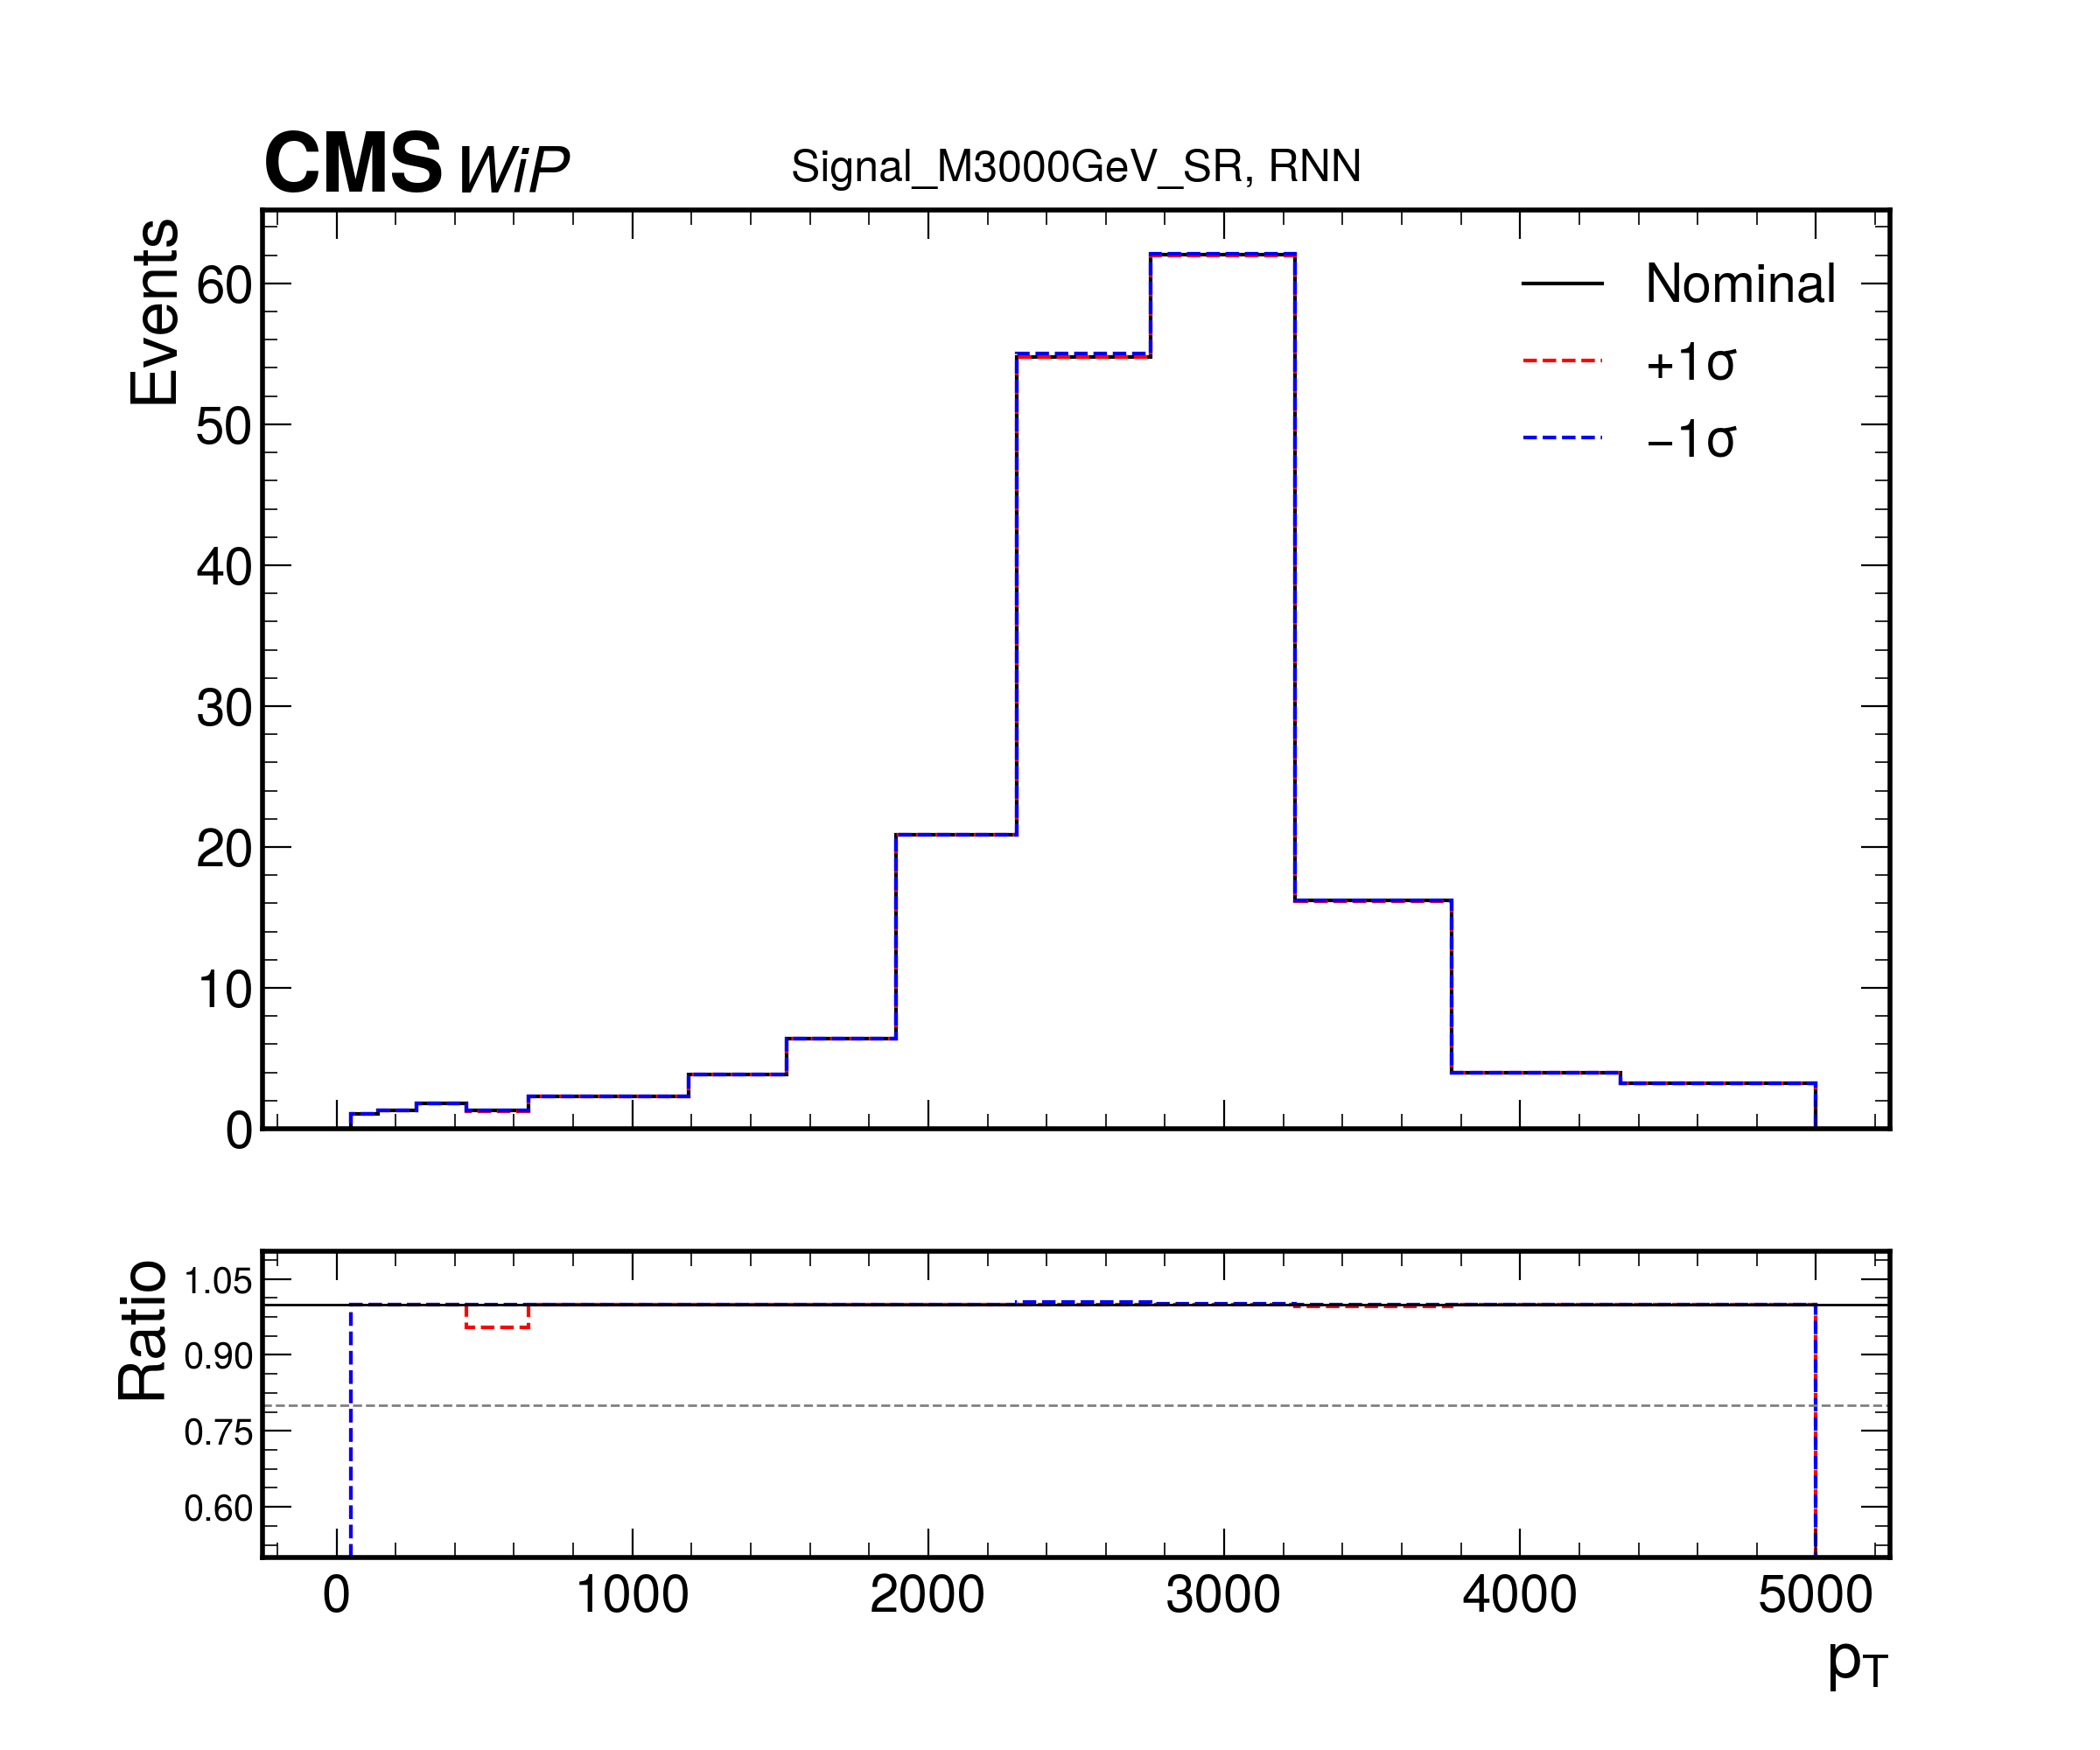 CMS WiP
Signal_M3000GeV_SR, RNN
Events
60
50
40
30
20
10
0
Nominal
+1σ
−1σ
Ratio
1.05
0.90
0.75
0.60
0 1000 2000 3000 4000 5000
pT